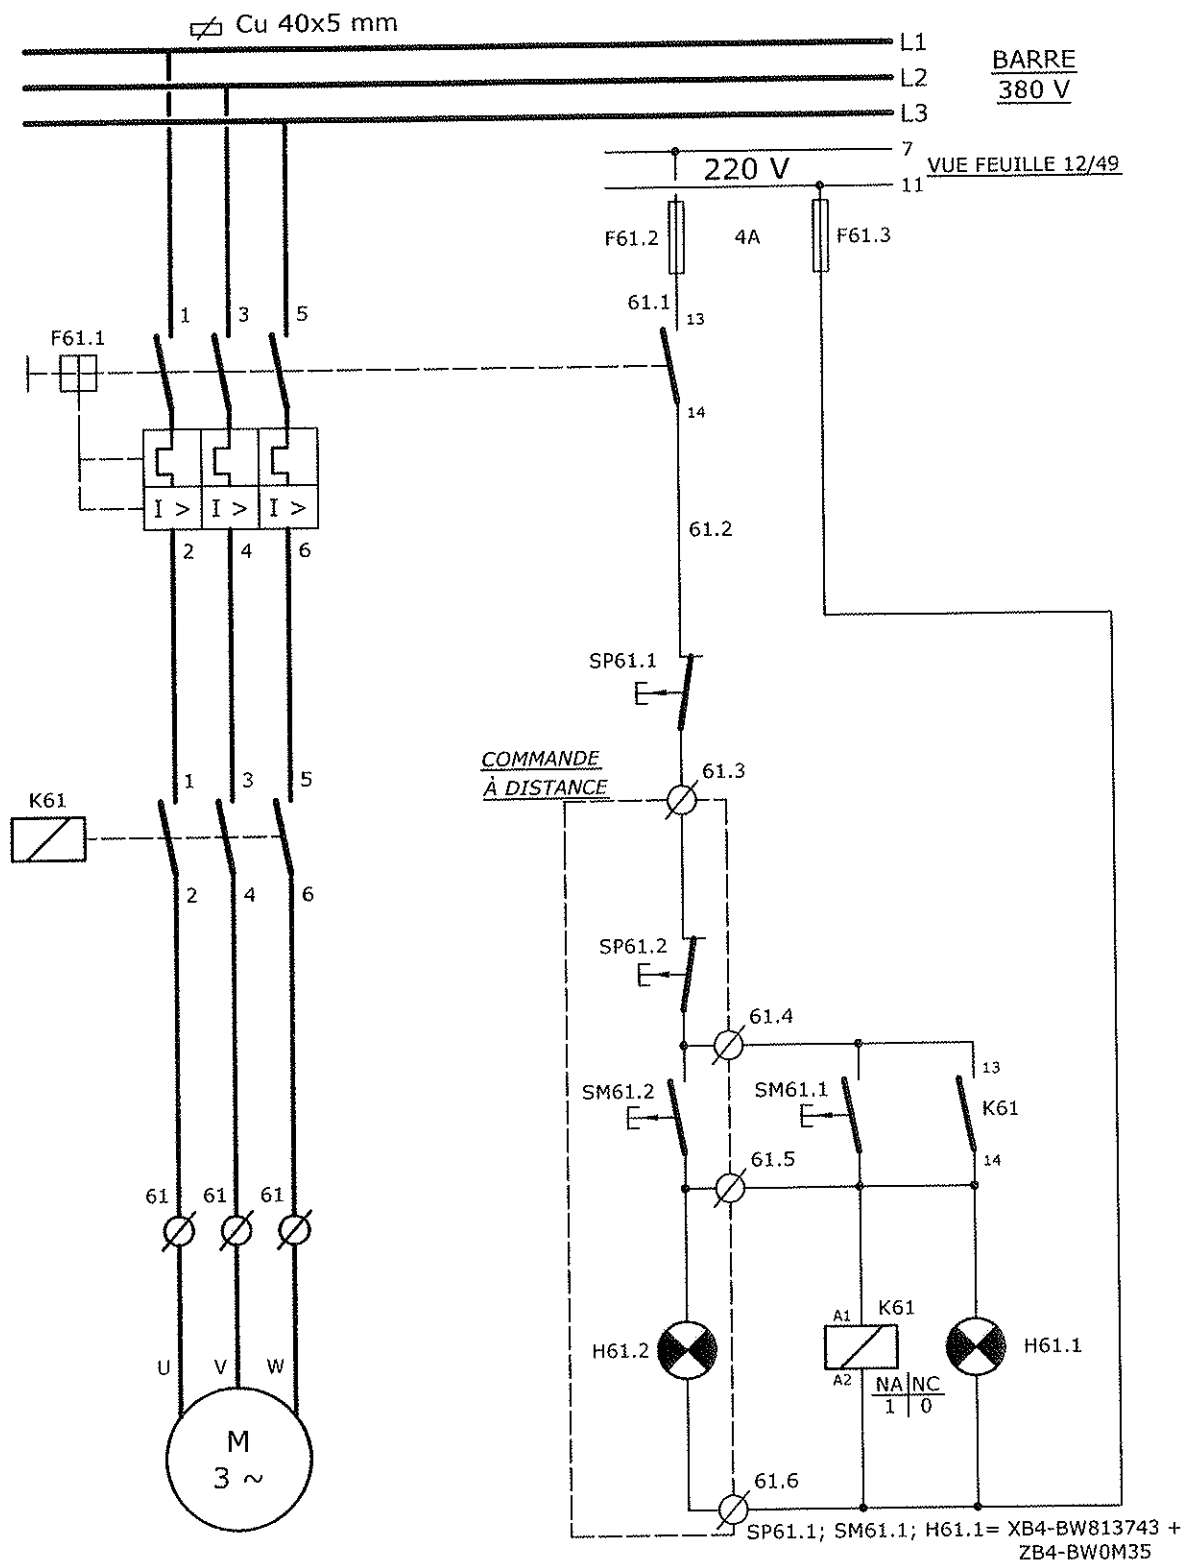 Cu 40x5 mm
L1
L2
L3
BARRE
380 V
7
220 V
11
VUE FEUILLE 12/49
F61.2
4A
F61.3
61.1
13
1
3
5
F61.1
14
I >
I >
I >
2
4
6
61.2
SP61.1
COMMANDE
À DISTANCE
61.3
K61
1
3
5
2
4
6
SP61.2
61.4
SM61.2
SM61.1
13
K61
14
61.5
61
61
61
U
V
W
H61.2
A1
K61
A2
NA NC
1 0
H61.1
M
3 ~
61.6
SP61.1; SM61.1; H61.1= XB4-BW813743 +
ZB4-BW0M35